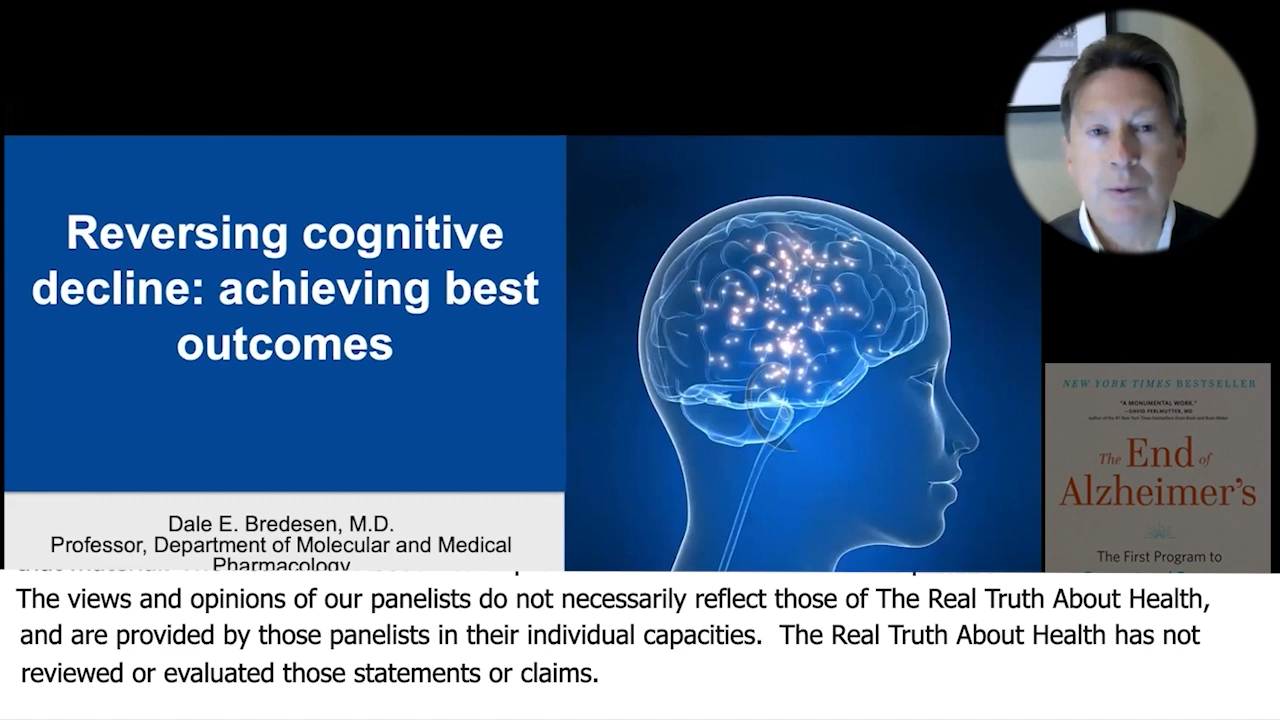 Reversing cognitive
decline: achieving best
outcomes
Dale E. Bredesen, M.D.
Professor, Department of Molecular and Medical
Pharmacology
NEW YORK TIMES BESTSELLER
"A MONUMENTAL WORK."
—DAVID PERLMUTTER, MD
The End of
Alzheimer's
The First Program to
The views and opinions of our panelists do not necessarily reflect those of The Real Truth About Health,
and are provided by those panelists in their individual capacities.  The Real Truth About Health has not
reviewed or evaluated those statements or claims.